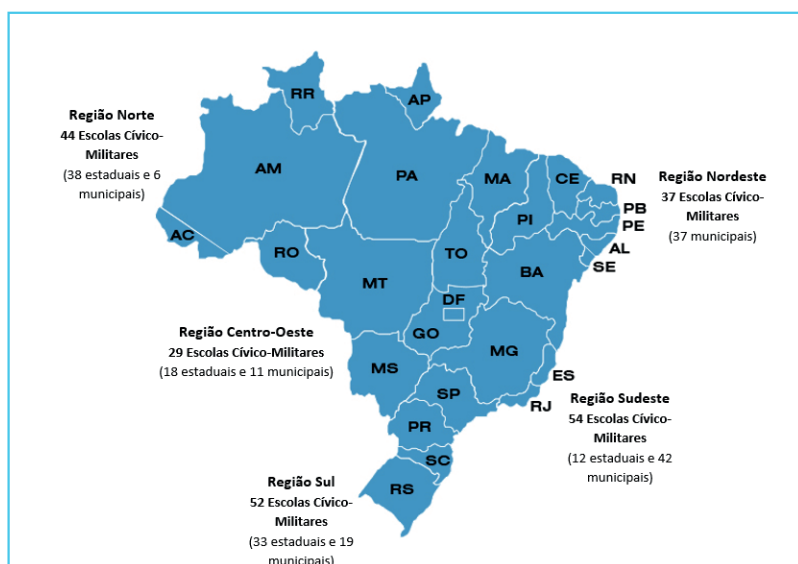 RR
AP
Região Norte
44 Escolas Cívico-
Militares
(38 estaduais e 6
municipais)
AM
PA
MA
CE
RN
Região Nordeste
37 Escolas Cívico-
Militares
(37 municipais)
PB
PI
PE
AC
AL
RO
TO
SE
BA
MT
DF
Região Centro-Oeste
29 Escolas Cívico-Militares
(18 estaduais e 11 municipais)
GO
MG
MS
ES
SP
RJ
Região Sudeste
54 Escolas Cívico-
Militares
(12 estaduais e 42
municipais)
PR
SC
RS
Região Sul
52 Escolas Cívico-
Militares
(33 estaduais e 19
municipais)